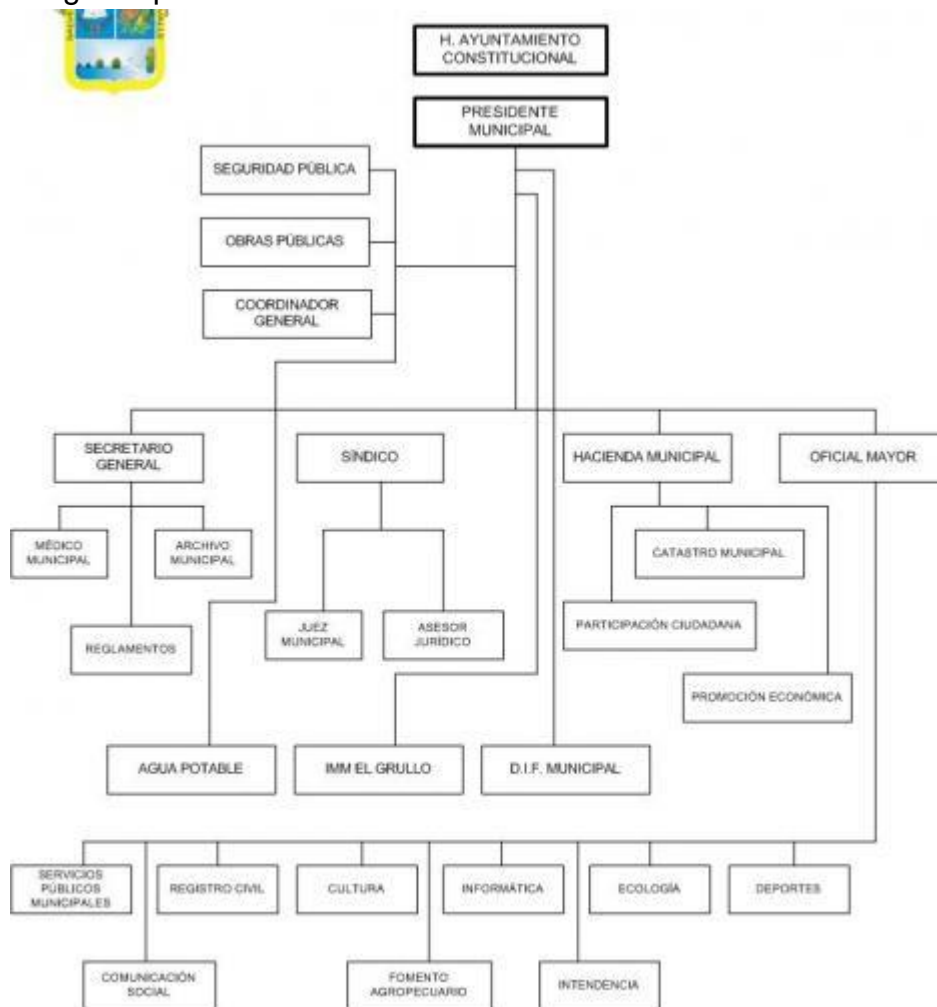 H. AYUNTAMIENTO
CONSTITUCIONAL
PRESIDENTE
MUNICIPAL
SEGURIDAD PÚBLICA
OBRAS PÚBLICAS
COORDINADOR
GENERAL
SECRETARIO
GENERAL
SÍNDICO
HACIENDA MUNICIPAL
OFICIAL MAYOR
MÉDICO
MUNICIPAL
ARCHIVO
MUNICIPAL
CATASTRO MUNICIPAL
REGLAMENTOS
JUEZ
MUNICIPAL
ASESOR
JURÍDICO
PARTICIPACIÓN CIUDADANA
PROMOCIÓN ECONÓMICA
AGUA POTABLE
IMM EL GRULLO
D.I.F. MUNICIPAL
SERVICIOS
PÚBLICOS
MUNICIPALES
REGISTRO CIVIL
CULTURA
INFORMÁTICA
ECOLOGÍA
DEPORTES
COMUNICACIÓN
SOCIAL
FOMENTO
AGROPECUARIO
INTENDENCIA